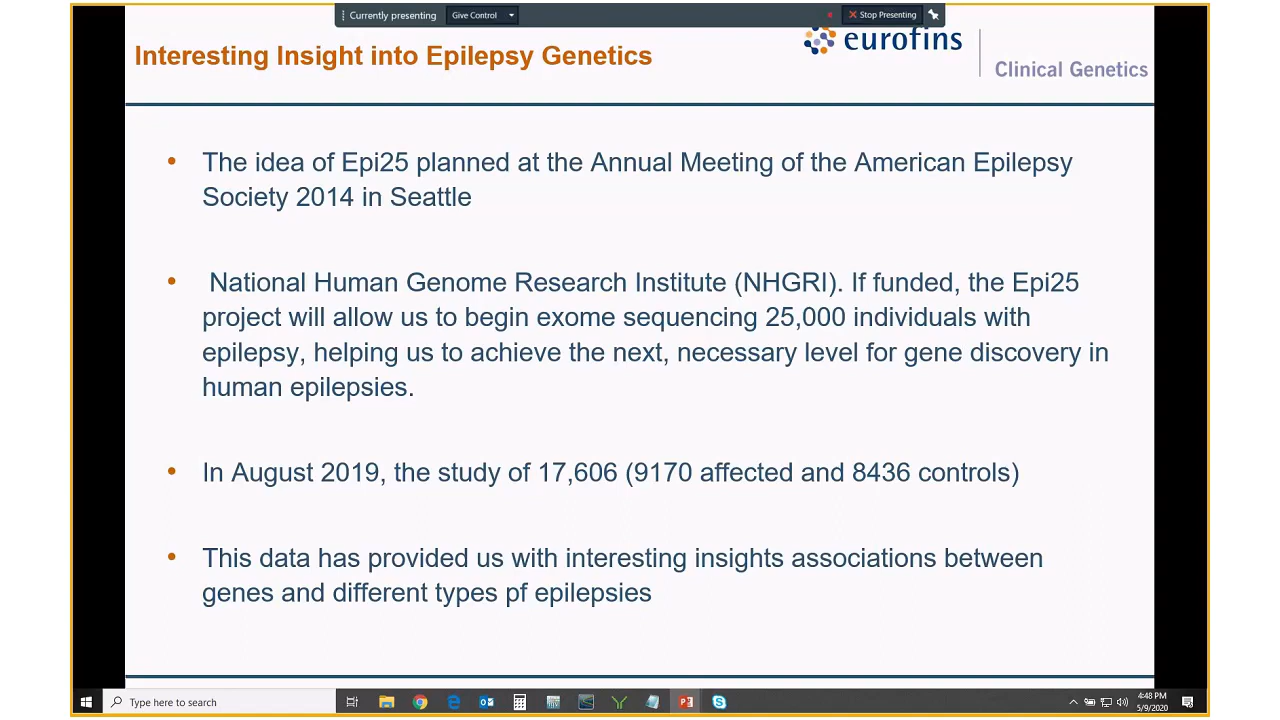 Currently presenting
Give Control
Stop Presenting
Interesting Insight into Epilepsy Genetics
eurofins
Clinical Genetics
• The idea of Epi25 planned at the Annual Meeting of the American Epilepsy
Society 2014 in Seattle
• National Human Genome Research Institute (NHGRI). If funded, the Epi25
project will allow us to begin exome sequencing 25,000 individuals with
epilepsy, helping us to achieve the next, necessary level for gene discovery in
human epilepsies.
• In August 2019, the study of 17,606 (9170 affected and 8436 controls)
• This data has provided us with interesting insights associations between
genes and different types pf epilepsies
Type here to search
4:48 PM
5/9/2020